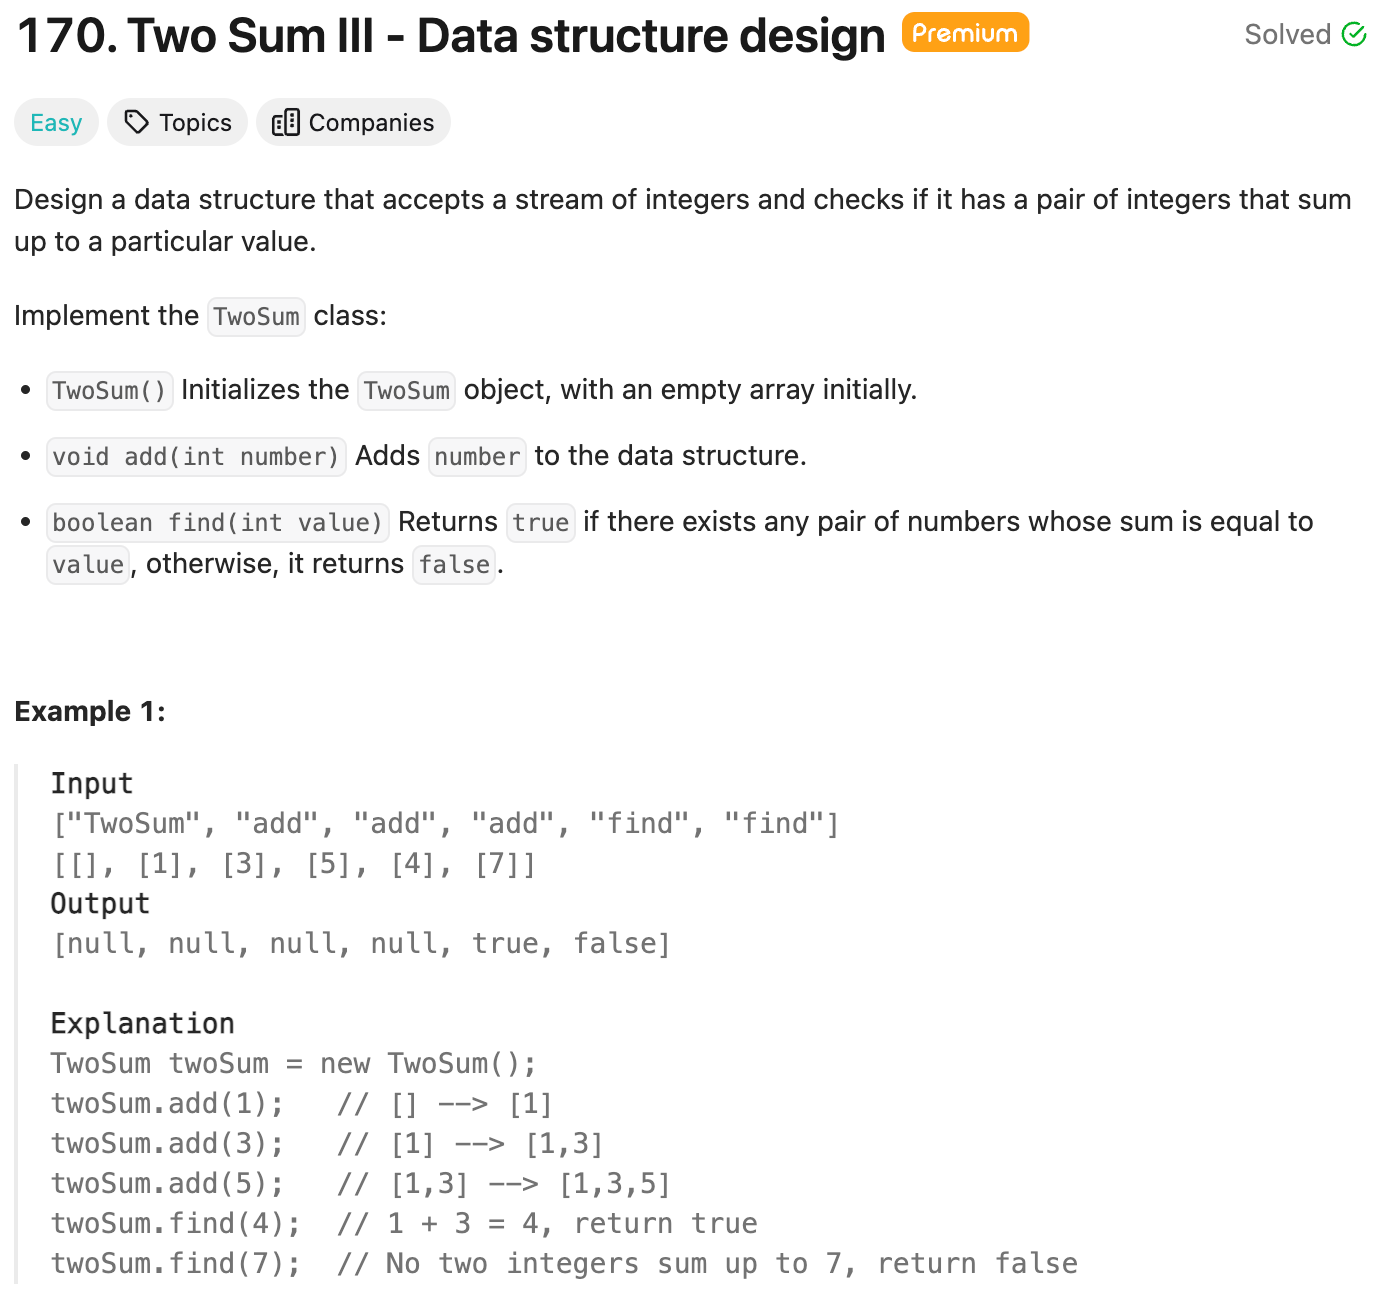 170. Two Sum III - Data structure design Premium Solved
Easy Topics Companies
Design a data structure that accepts a stream of integers and checks if it has a pair of integers that sum
up to a particular value.
Implement the TwoSum class:
• TwoSum() Initializes the TwoSum object, with an empty array initially.
• void add(int number) Adds number to the data structure.
• boolean find(int value) Returns true if there exists any pair of numbers whose sum is equal to
value, otherwise, it returns false.
Example 1:
Input
["TwoSum", "add", "add", "add", "find", "find"]
[[], [1], [3], [5], [4], [7]]
Output
[null, null, null, null, true, false]
Explanation
TwoSum twoSum = new TwoSum();
twoSum.add(1);   // [] --> [1]
twoSum.add(3);   // [1] --> [1,3]
twoSum.add(5);   // [1,3] --> [1,3,5]
twoSum.find(4);  // 1 + 3 = 4, return true
twoSum.find(7);  // No two integers sum up to 7, return false